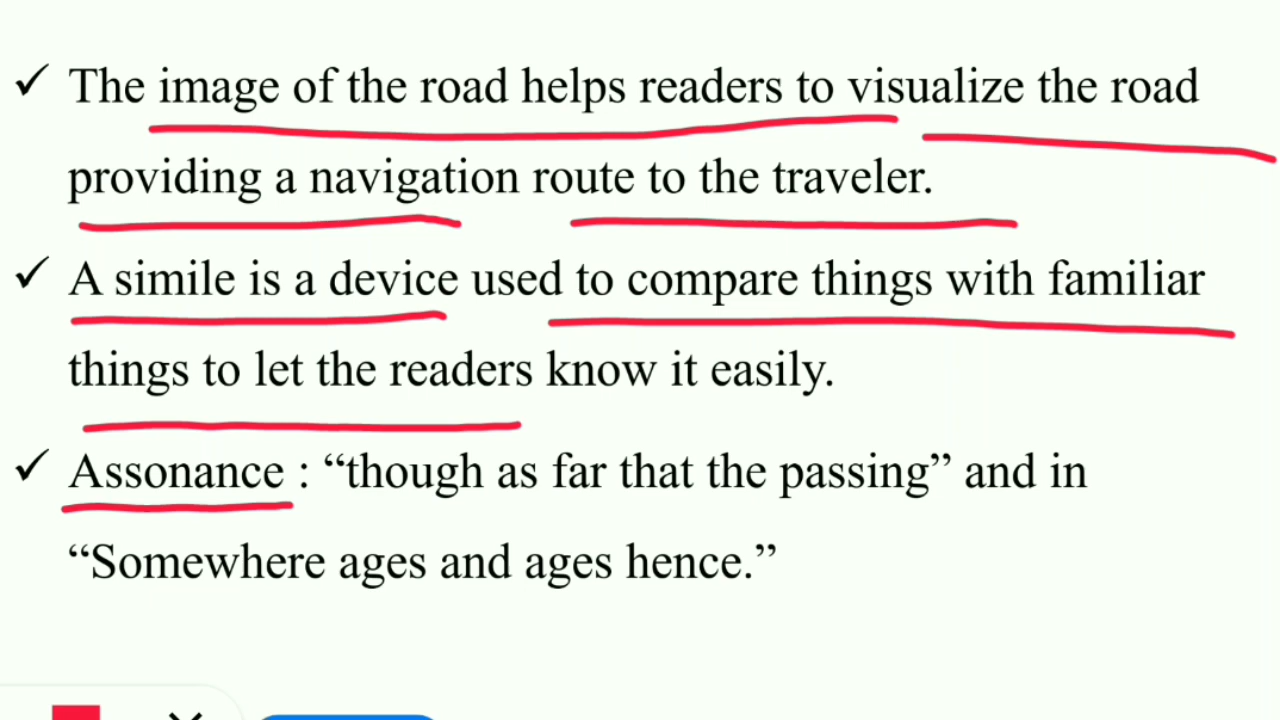 ✓ The image of the road helps readers to visualize the road
providing a navigation route to the traveler.
✓ A simile is a device used to compare things with familiar
things to let the readers know it easily.
✓ Assonance : “though as far that the passing” and in
“Somewhere ages and ages hence.”